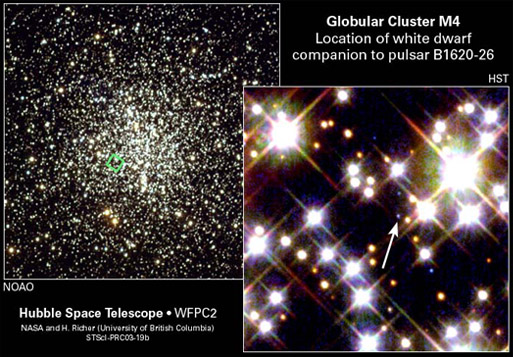 Globular Cluster M4
Location of white dwarf
companion to pulsar B1620-26
HST
NOAO
Hubble Space Telescope • WFPC2
NASA and H. Richer (University of British Columbia)
STScI-PRC03-19b